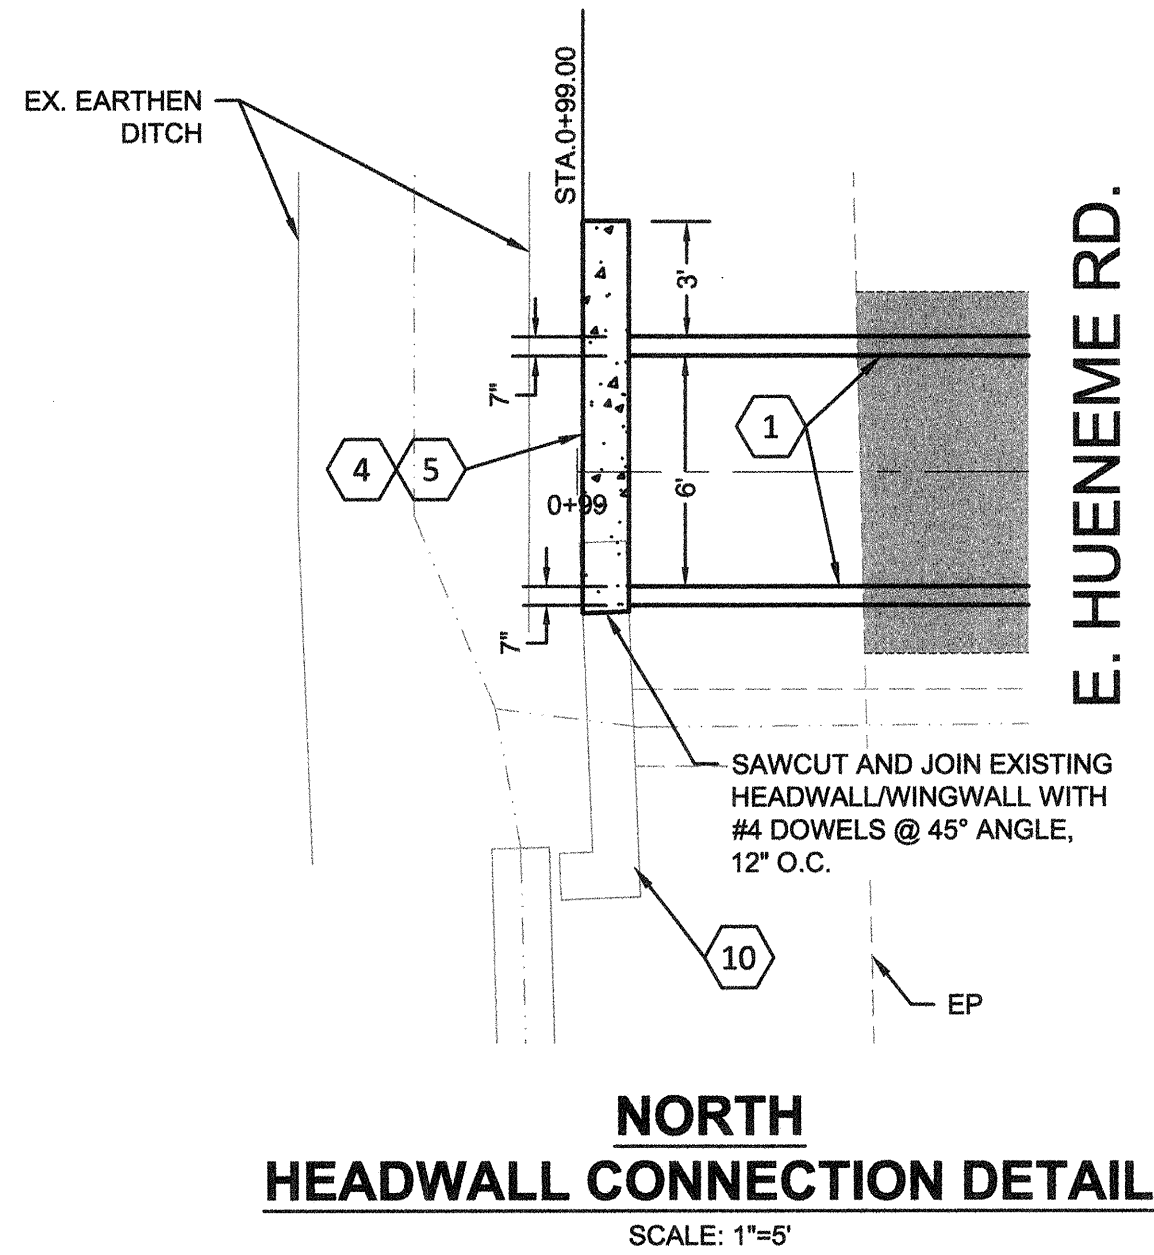 EX. EARTHEN
DITCH
STA.0+99.00
3'
7"
1
4
5
6'
0+99
7"
E. HUENEME RD.
SAWCUT AND JOIN EXISTING
HEADWALL/WINGWALL WITH
#4 DOWELS @ 45° ANGLE,
12" O.C.
10
EP
NORTH
HEADWALL CONNECTION DETAIL
SCALE: 1"=5'